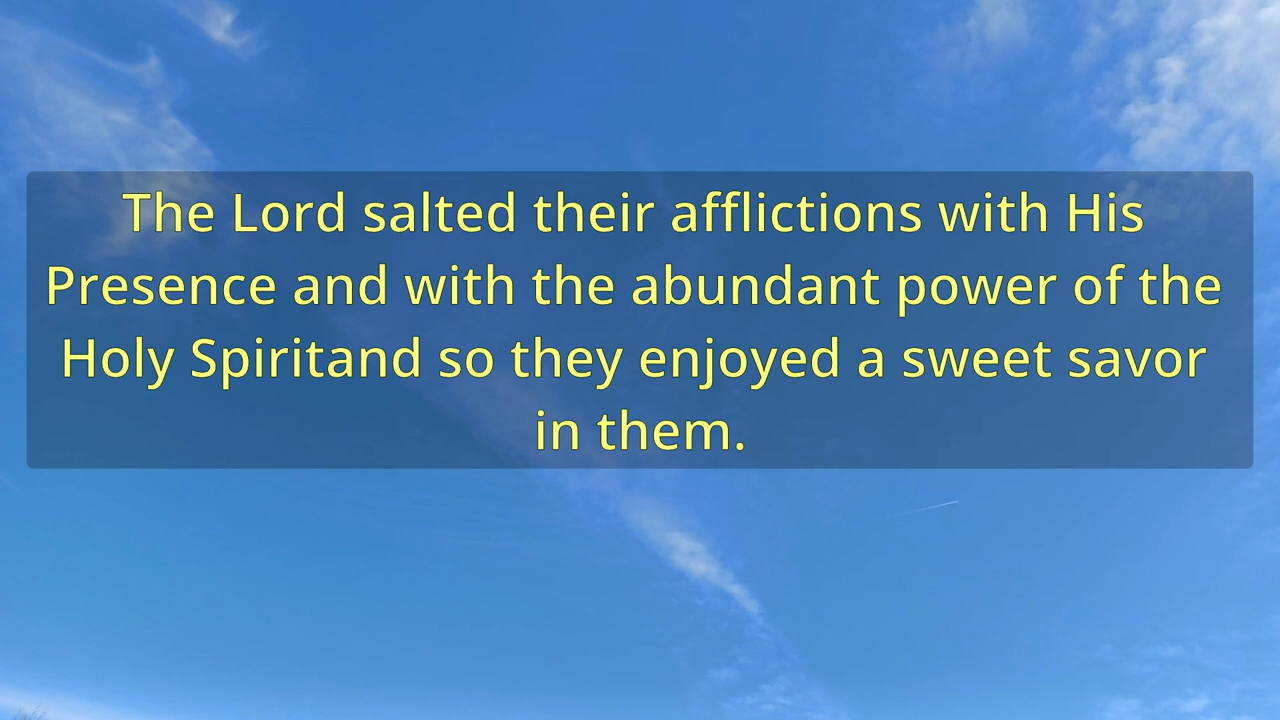 The Lord salted their afflictions with His
Presence and with the abundant power of the
Holy Spiritand so they enjoyed a sweet savor
in them.